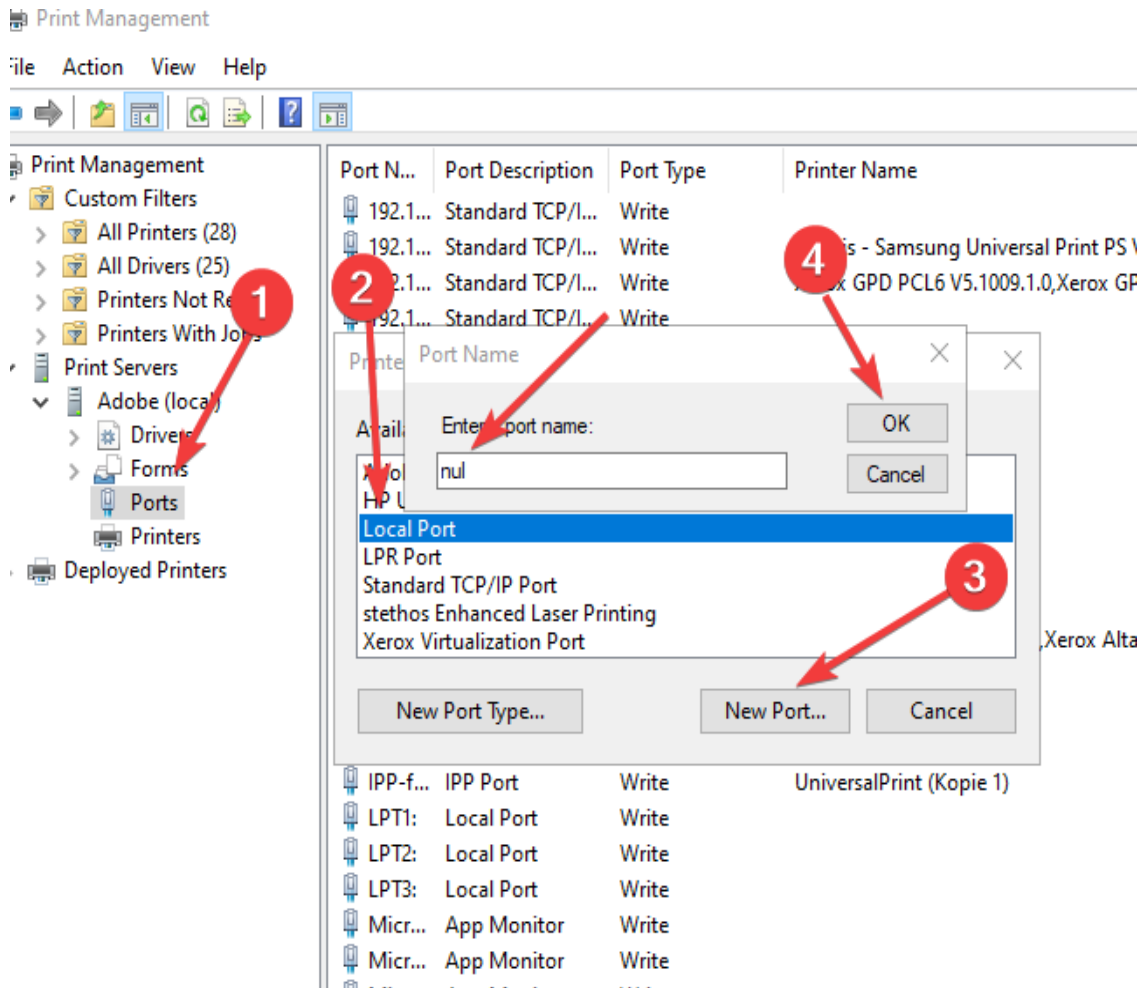 Print Management
File Action View Help
Print Management
Custom Filters
All Printers (28)
All Drivers (25)
Printers Not Re
Printers With Jobs
Print Servers
Adobe (local)
Drivers
Forms
Ports
Printers
Deployed Printers
1
2
3
4
Port N... Port Description Port Type Printer Name
192.1... Standard TCP/I... Write
192.1... Standard TCP/I... Write is - Samsung Universal Print PS V
2.1... Standard TCP/I... Write Xerox GPD PCL6 V5.1009.1.0,Xerox GP
192.1... Standard TCP/I... Write
Printe
Port Name
Enter a port name:
nul
OK
Cancel
Availa
HP U
Local Port
LPR Port
Standard TCP/IP Port
stethos Enhanced Laser Printing
Xerox Virtualization Port
,Xerox Alta
New Port Type... New Port... Cancel
IPP-f... IPP Port Write UniversalPrint (Kopie 1)
LPT1: Local Port Write
LPT2: Local Port Write
LPT3: Local Port Write
Micr... App Monitor Write
Micr... App Monitor Write